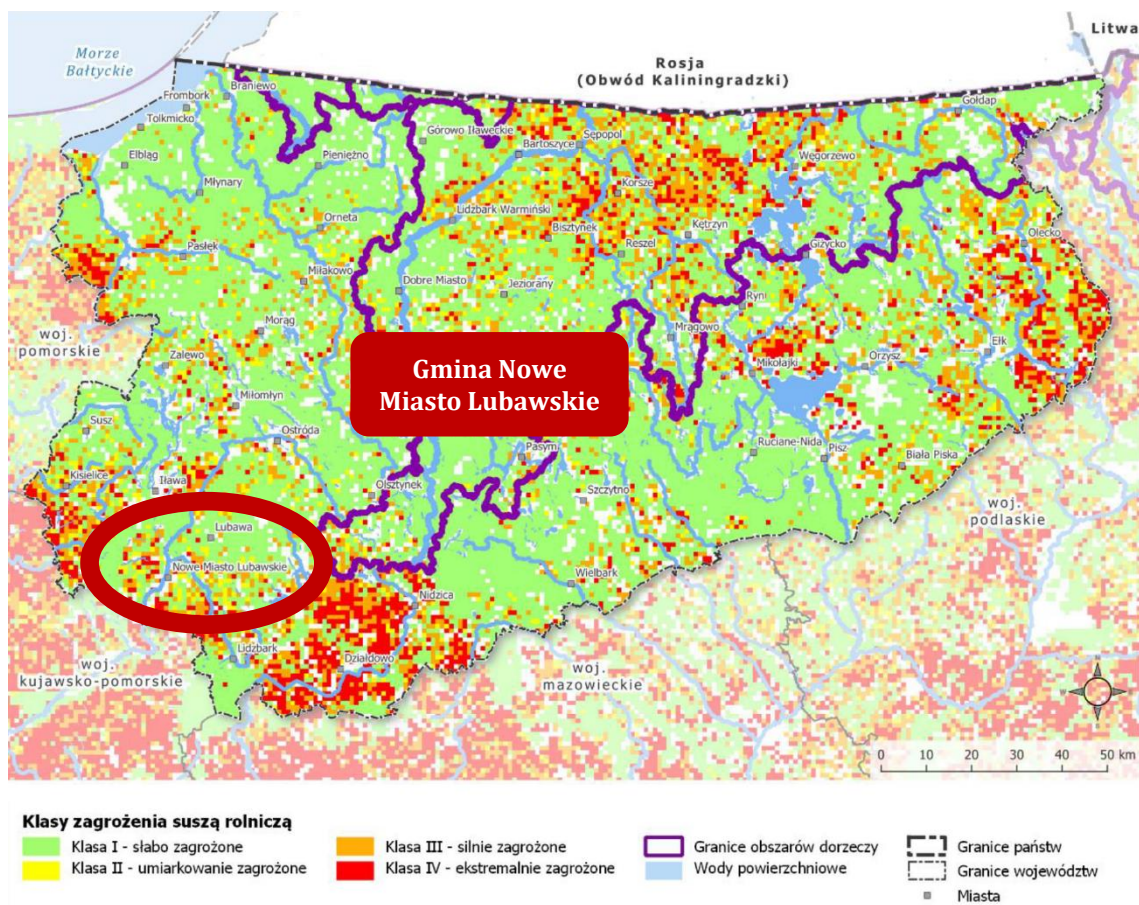 Morze
Bałtyckie
Litwa
Rosja
(Obwód Kaliningradzki)
Braniewo
Frombork
Tolkmicko
Gołdap
Górowo Iławeckie
Sępopol
Bartoszyce
Elbląg
Pieniężno
Węgorzewo
Młynary
Korsze
Lidzbark Warmiński
Orneta
Bisztynek
Kętrzyn
Pasłęk
Reszel
Olecko
Giżycko
Miłakowo
Dobre Miasto
Jeziorany
Ryn
Morąg
woj.
pomorskie
Mrągowo
Zalewo
Ełk
Mikołajki
Orzysz
Gmina Nowe
Miasto Lubawskie
Miłomłyn
Susz
Ostróda
Pasym
Ruciane-Nida
Pisz
Biała Piska
Kisielice
Iława
Olsztynek
Szczytno
woj.
podlaskie
Lubawa
Nowe Miasto Lubawskie
Wielbark
Nidzica
Lidzbark
Działdowo
woj.
kujawsko-pomorskie
woj.
mazowieckie
0 10 20 30 40 50 km
Klasy zagrożenia suszą rolniczą
Klasa I - słabo zagrożone
Klasa II - umiarkowanie zagrożone
Klasa III - silnie zagrożone
Klasa IV - ekstremalnie zagrożone
Granice obszarów dorzeczy
Wody powierzchniowe
Granice państw
Granice województw
Miasta